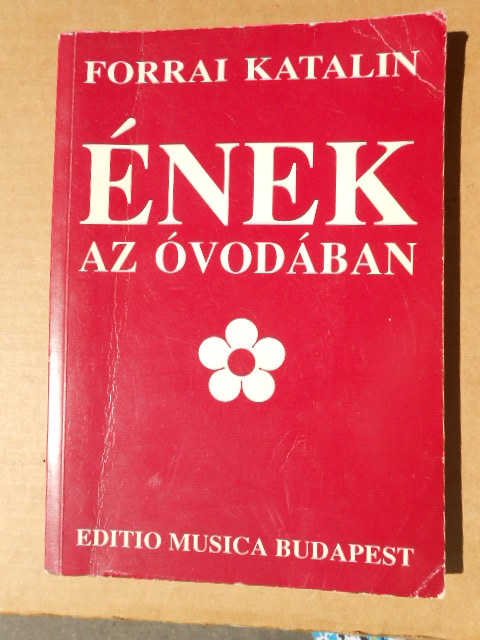 FORRAI KATALIN
ÉNEK
AZ ÓVODÁBAN
EDITIO MUSICA BUDAPEST